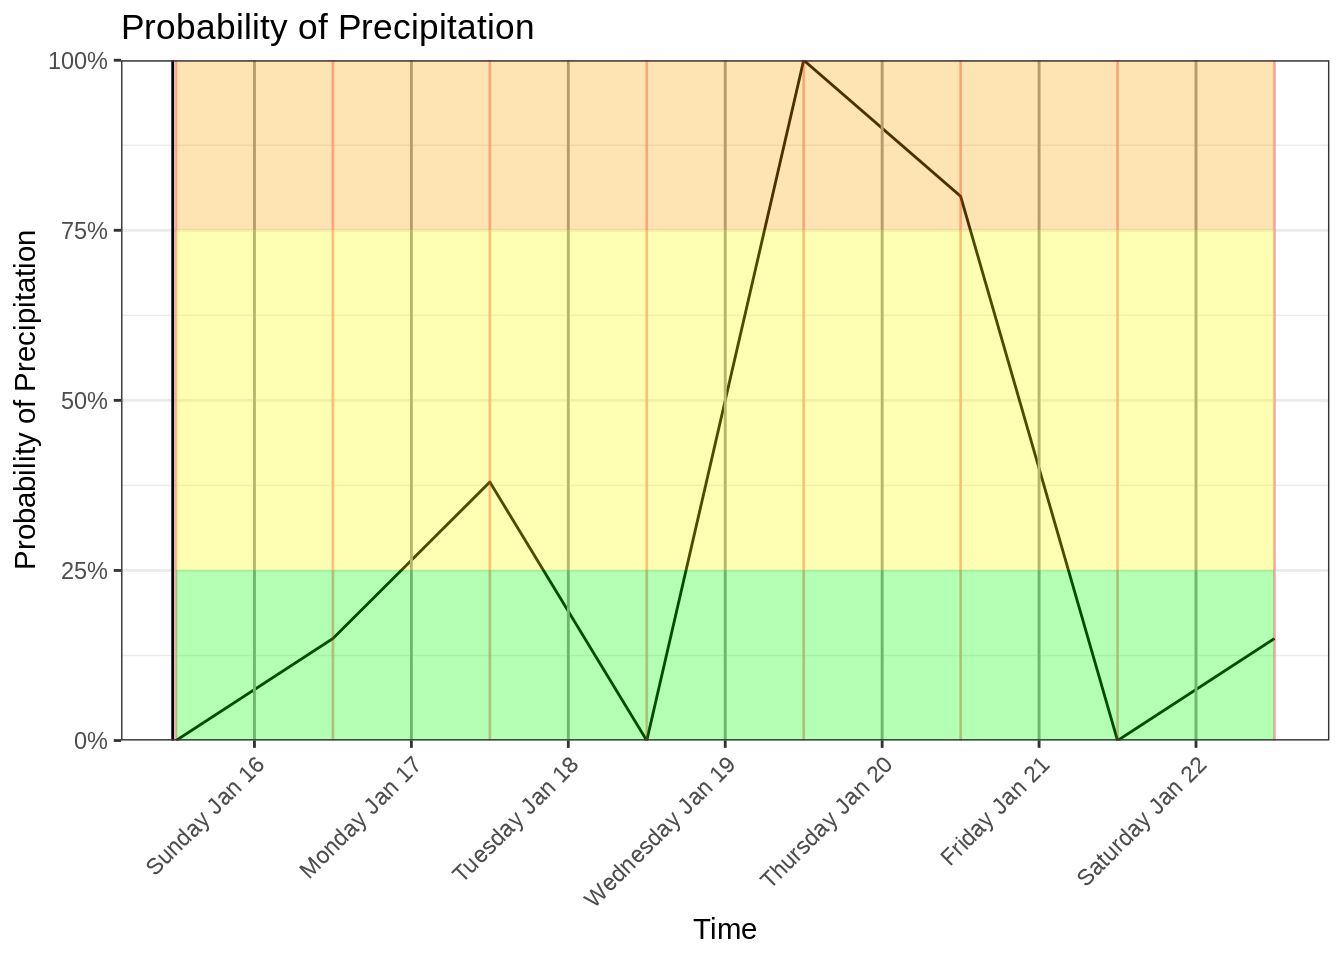 Probability of Precipitation
Probability of Precipitation
100%
75%
50%
25%
0%
Sunday Jan 16
Monday Jan 17
Tuesday Jan 18
Wednesday Jan 19
Thursday Jan 20
Friday Jan 21
Saturday Jan 22
Time